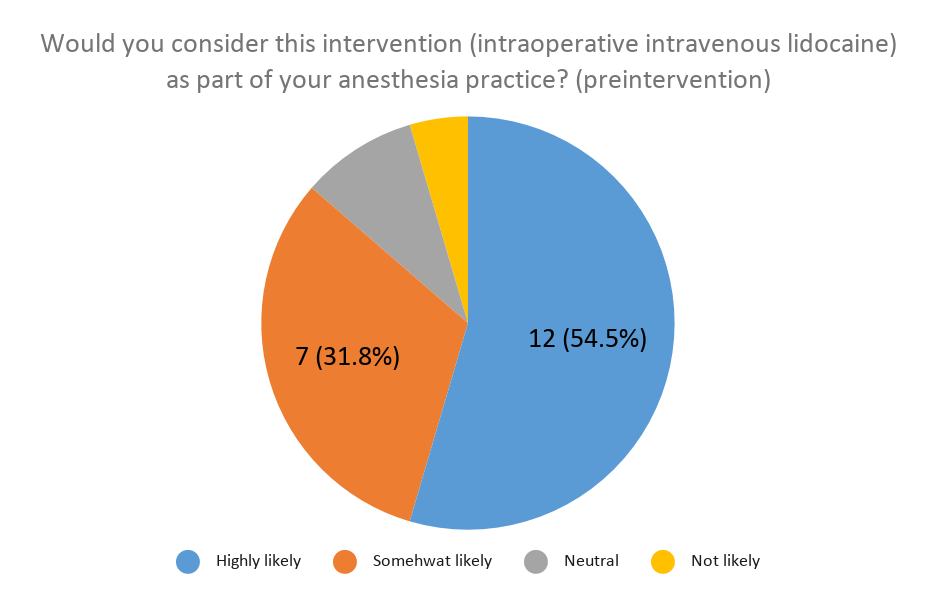 Would you consider this intervention (intraoperative intravenous lidocaine)
as part of your anesthesia practice? (preintervention)
12 (54.5%)
7 (31.8%)
Highly likely
Somehwat likely
Neutral
Not likely